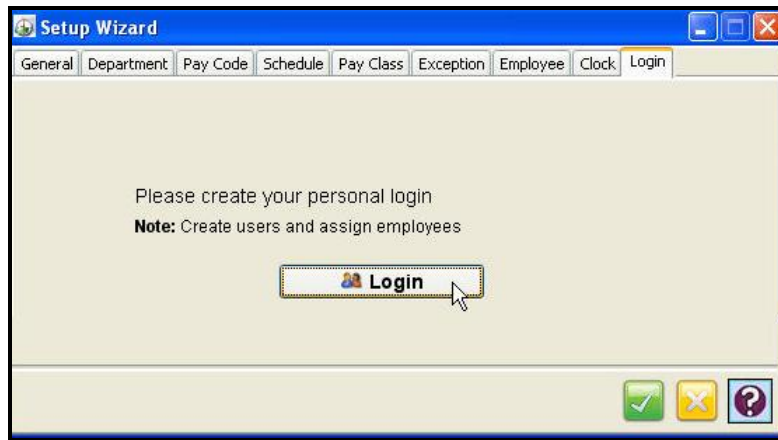 Setup Wizard
General Department Pay Code Schedule Pay Class Exception Employee Clock Login
Please create your personal login
Note: Create users and assign employees
Login